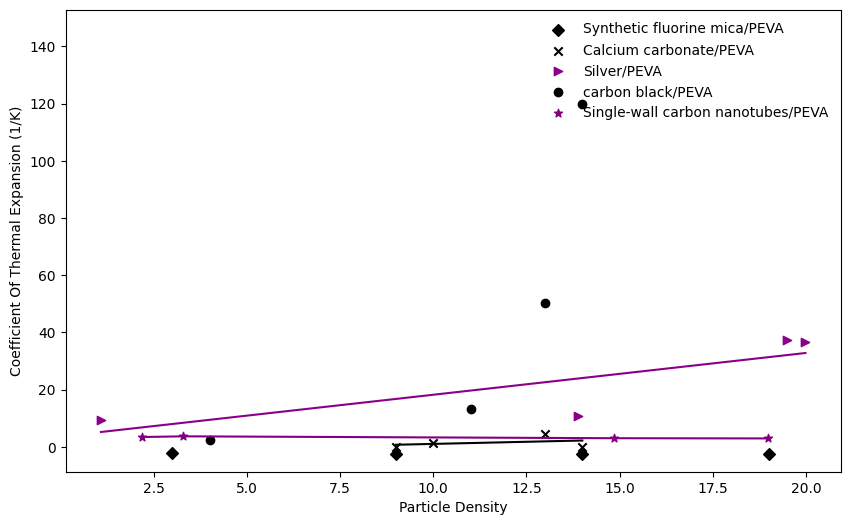 Synthetic fluorine mica/PEVA
Calcium carbonate/PEVA
Silver/PEVA
carbon black/PEVA
Single-wall carbon nanotubes/PEVA
Coefficient Of Thermal Expansion (1/K)
140
120
100
80
60
40
20
0
2.5 5.0 7.5 10.0 12.5 15.0 17.5 20.0
Particle Density